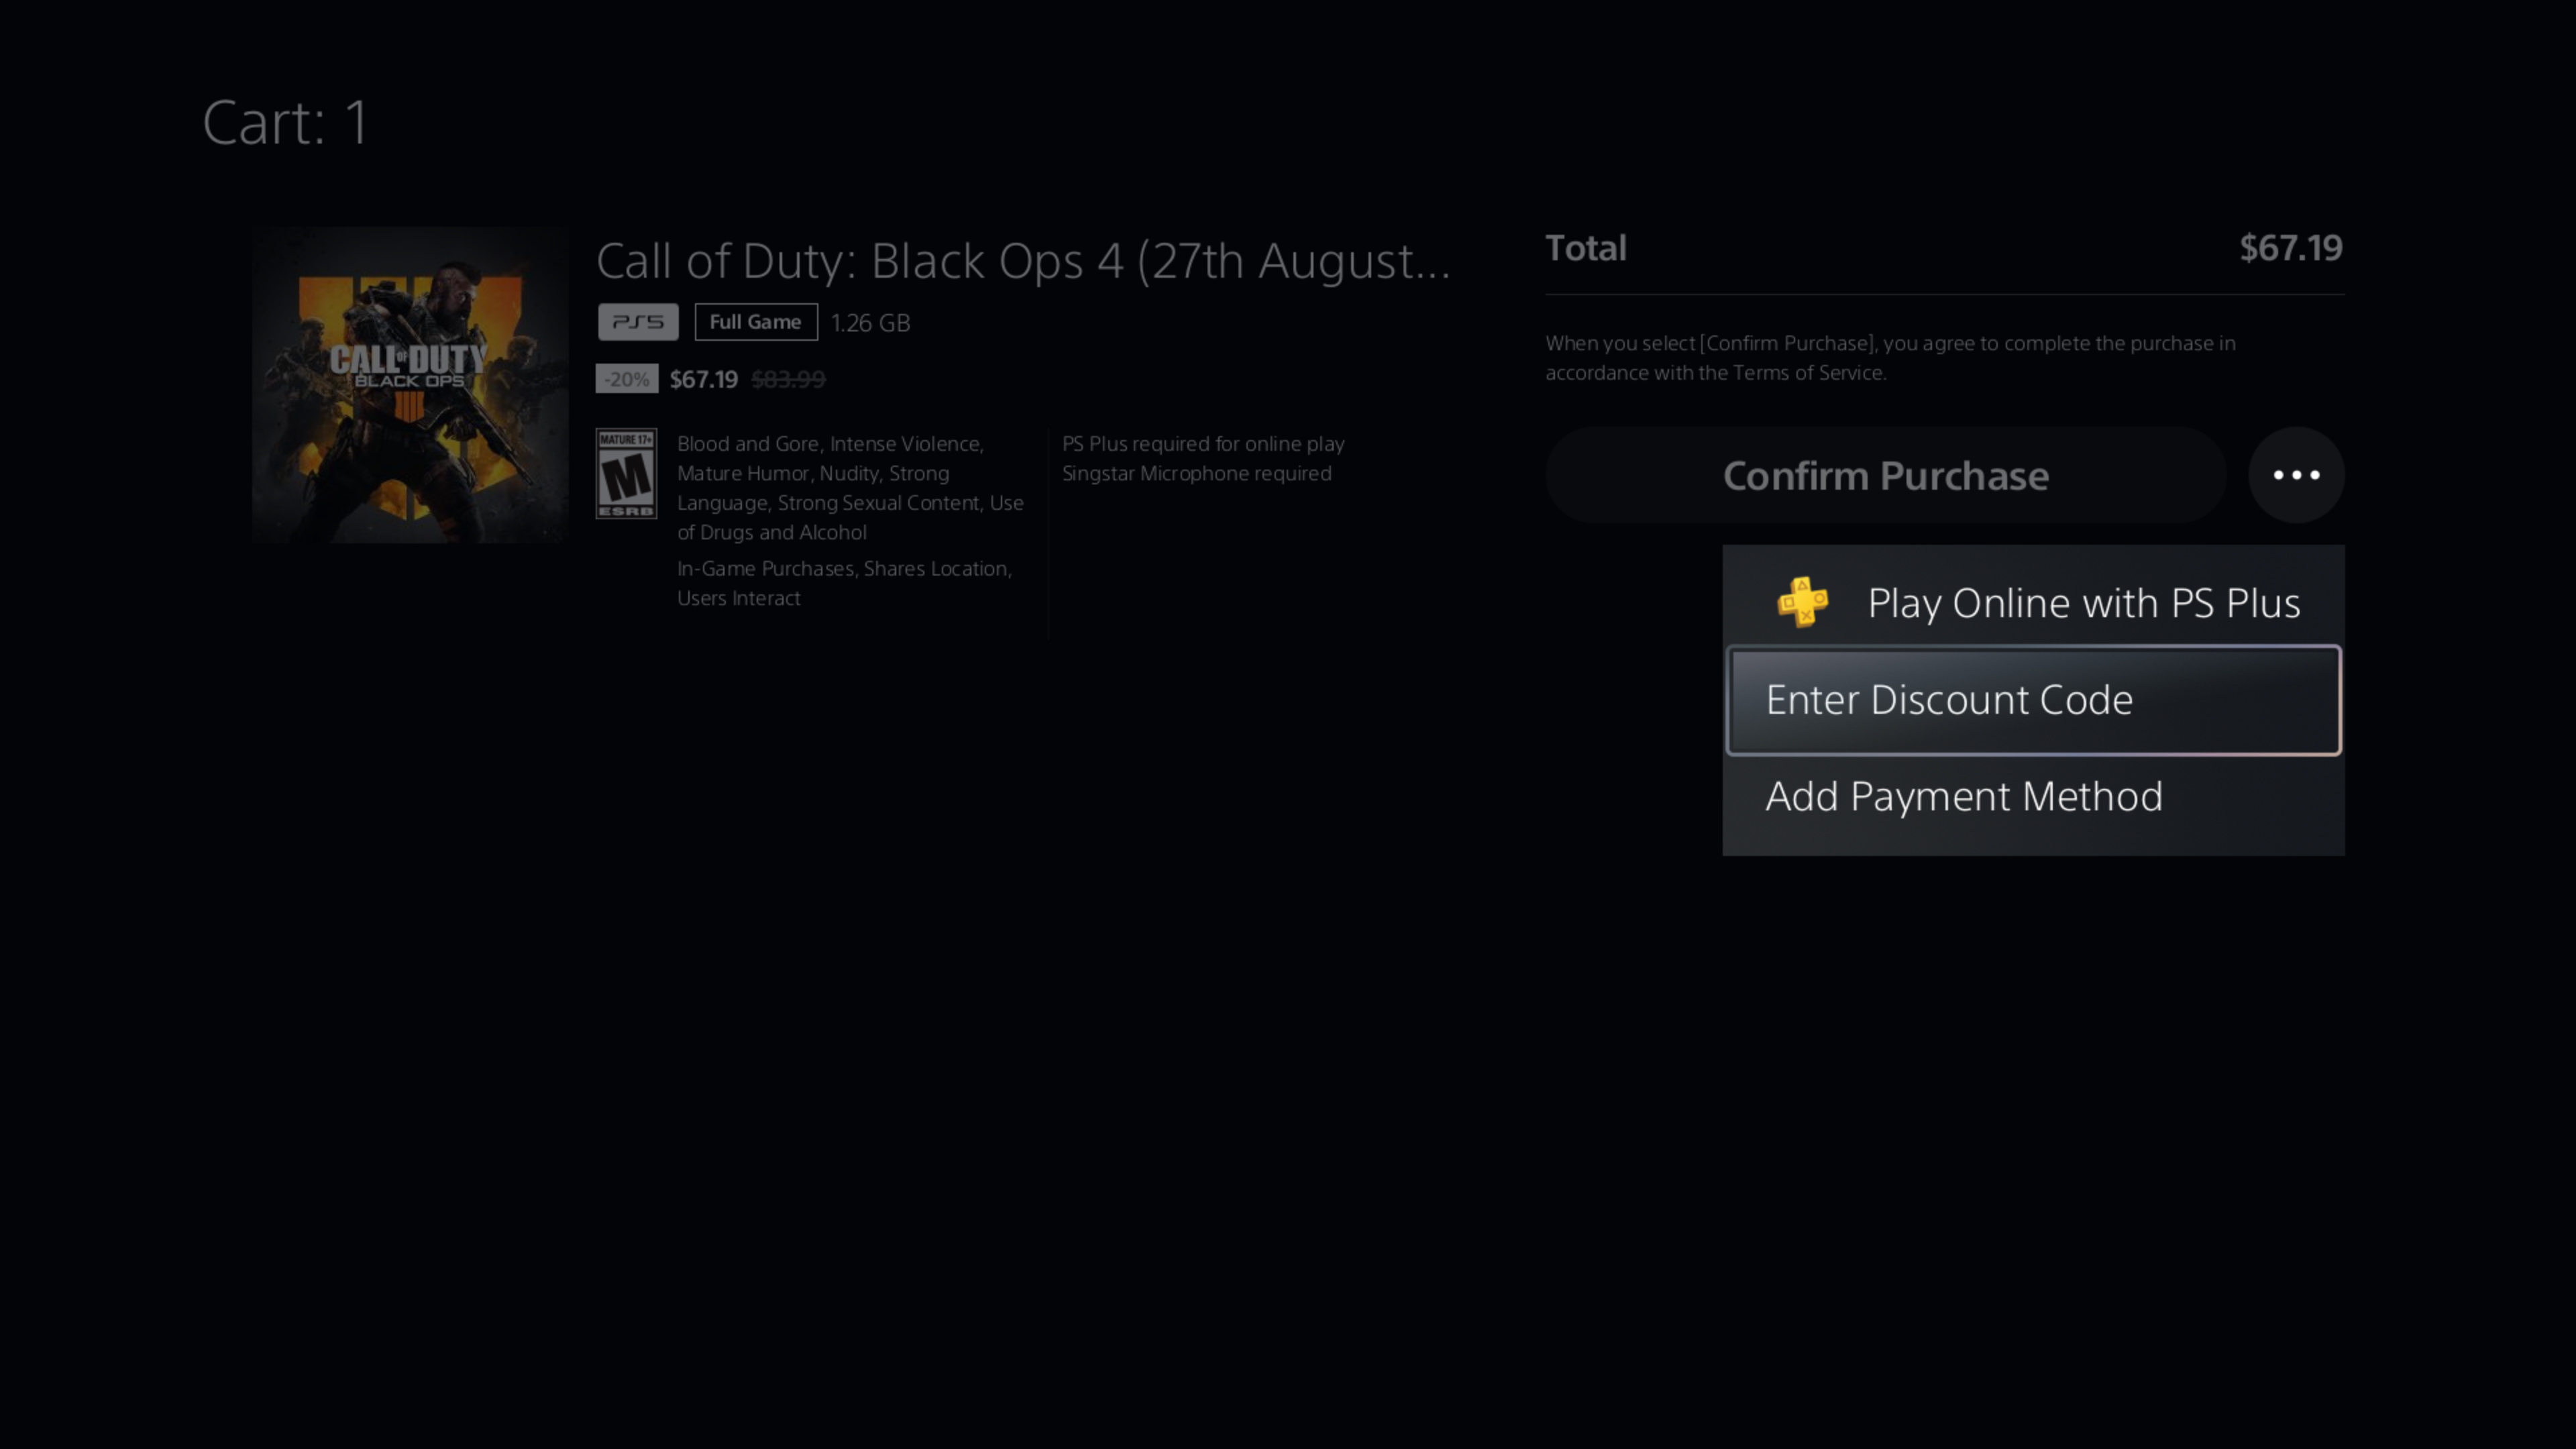 Cart: 1
CALL OF DUTY
BLACK OPS
IIII
Call of Duty: Black Ops 4 (27th August...
PS5 Full Game 1.26 GB
-20% $67.19 $83.99
MATURE 17+
M
ESRB
Blood and Gore, Intense Violence,
Mature Humor, Nudity, Strong
Language, Strong Sexual Content, Use
of Drugs and Alcohol
In-Game Purchases, Shares Location,
Users Interact
PS Plus required for online play
Singstar Microphone required
Total $67.19
When you select [Confirm Purchase], you agree to complete the purchase in
accordance with the Terms of Service.
Confirm Purchase
Play Online with PS Plus
Enter Discount Code
Add Payment Method